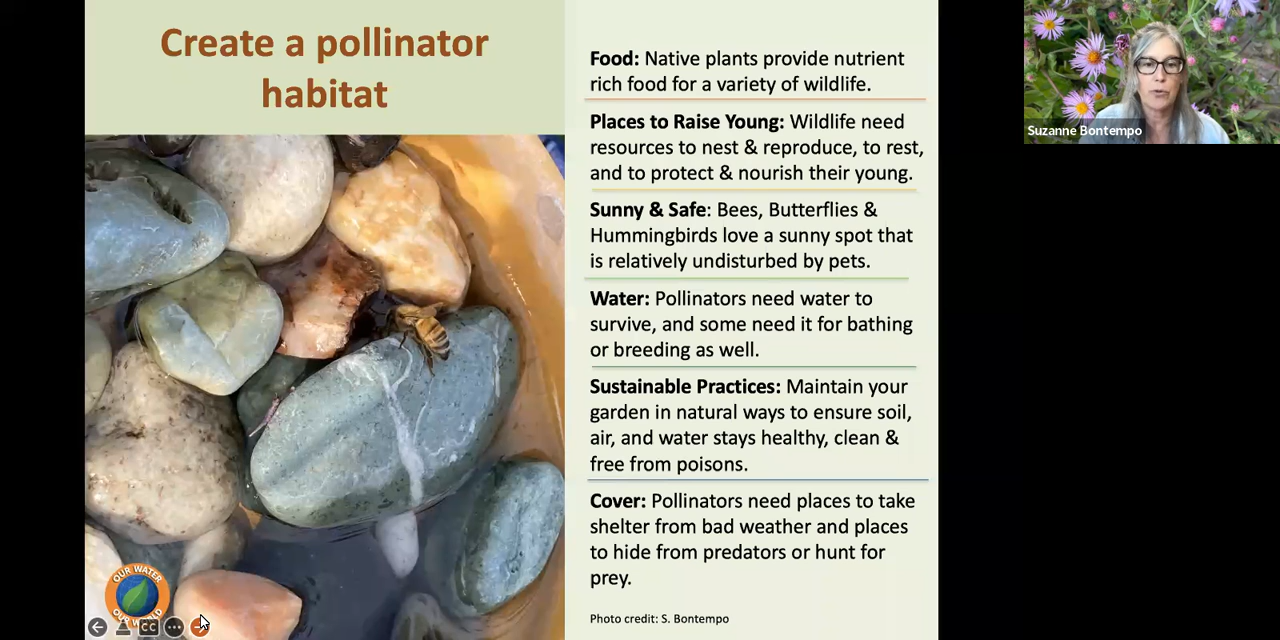 Create a pollinator
habitat
Food: Native plants provide nutrient
rich food for a variety of wildlife.
Places to Raise Young: Wildlife need
resources to nest & reproduce, to rest,
and to protect & nourish their young.
Sunny & Safe: Bees, Butterflies &
Hummingbirds love a sunny spot that
is relatively undisturbed by pets.
Water: Pollinators need water to
survive, and some need it for bathing
or breeding as well.
Sustainable Practices: Maintain your
garden in natural ways to ensure soil,
air, and water stays healthy, clean &
free from poisons.
Cover: Pollinators need places to take
shelter from bad weather and places
to hide from predators or hunt for
prey.
Photo credit: S. Bontempo
OUR WATER
OUR WORLD
CC
Suzanne Bontempo